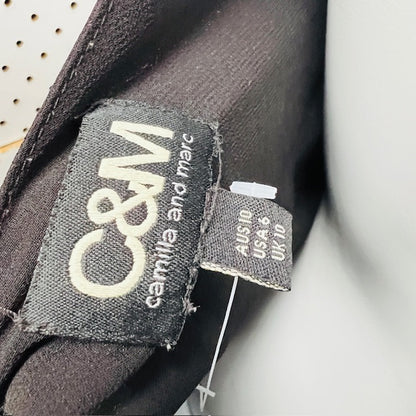 C&M
camilla and marc
AUS 10
USA 6
UK 10